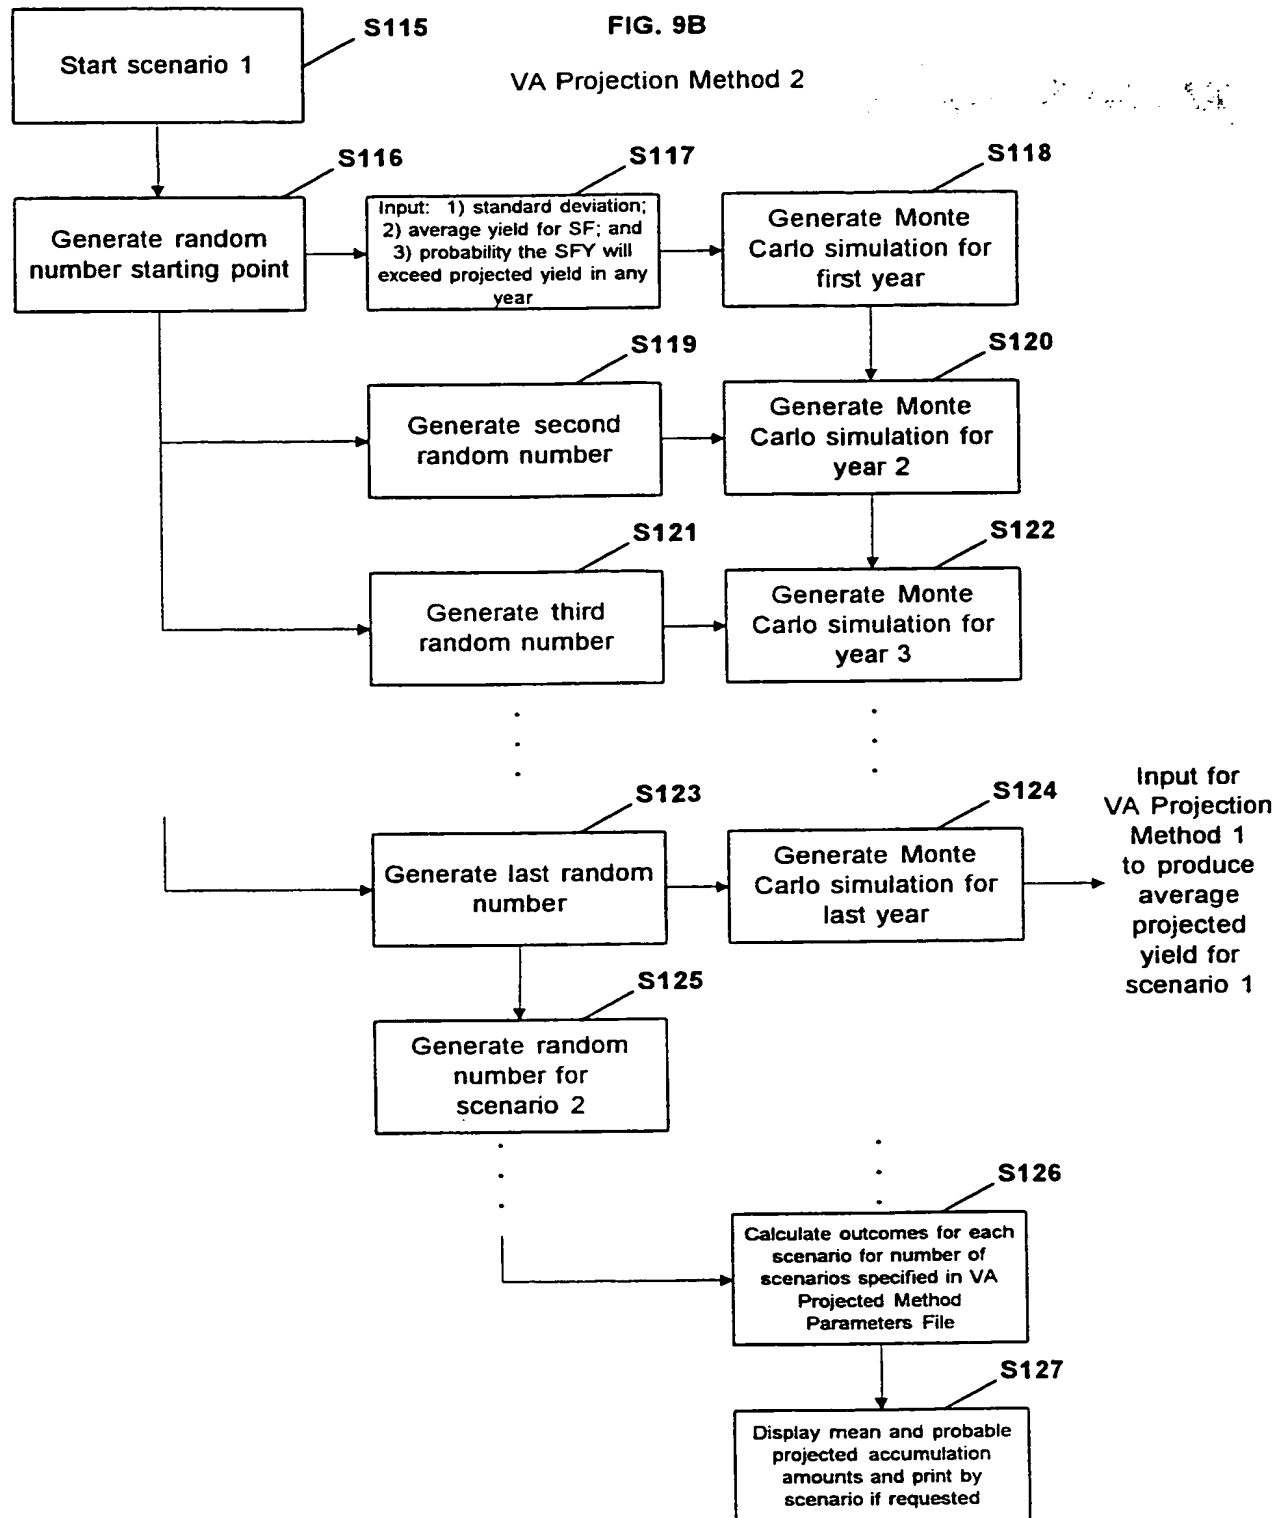 FIG. 9B
VA Projection Method 2
S115
Start scenario 1
S116
Generate random
number starting point
S117
Input: 1) standard deviation;
2) average yield for SF; and
3) probability the SFY will
exceed projected yield in any
year
S118
Generate Monte
Carlo simulation for
first year
S119
Generate second
random number
S120
Generate Monte
Carlo simulation for
year 2
S121
Generate third
random number
S122
Generate Monte
Carlo simulation for
year 3
S123
Generate last random
number
S124
Generate Monte
Carlo simulation for
last year
Input for
VA Projection
Method 1
to produce
average
projected
yield for
scenario 1
S125
Generate random
number for
scenario 2
S126
Calculate outcomes for each
scenario for number of
scenarios specified in VA
Projected Method
Parameters File
S127
Display mean and probable
projected accumulation
amounts and print by
scenario if requested